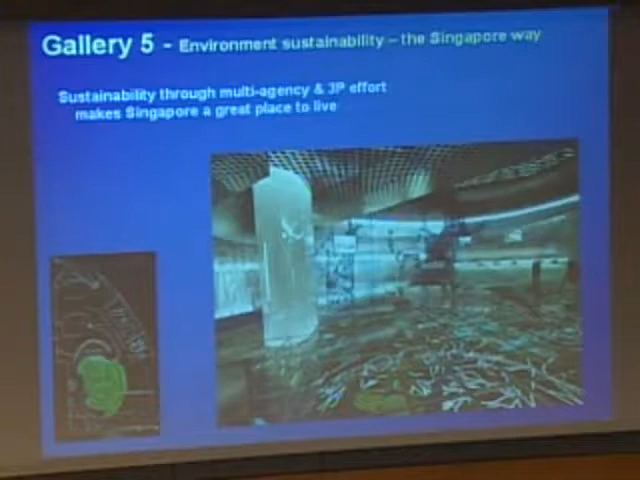 Gallery 5 - Environment sustainability – the Singapore way
Sustainability through multi-agency & 3P effort
makes Singapore a great place to live